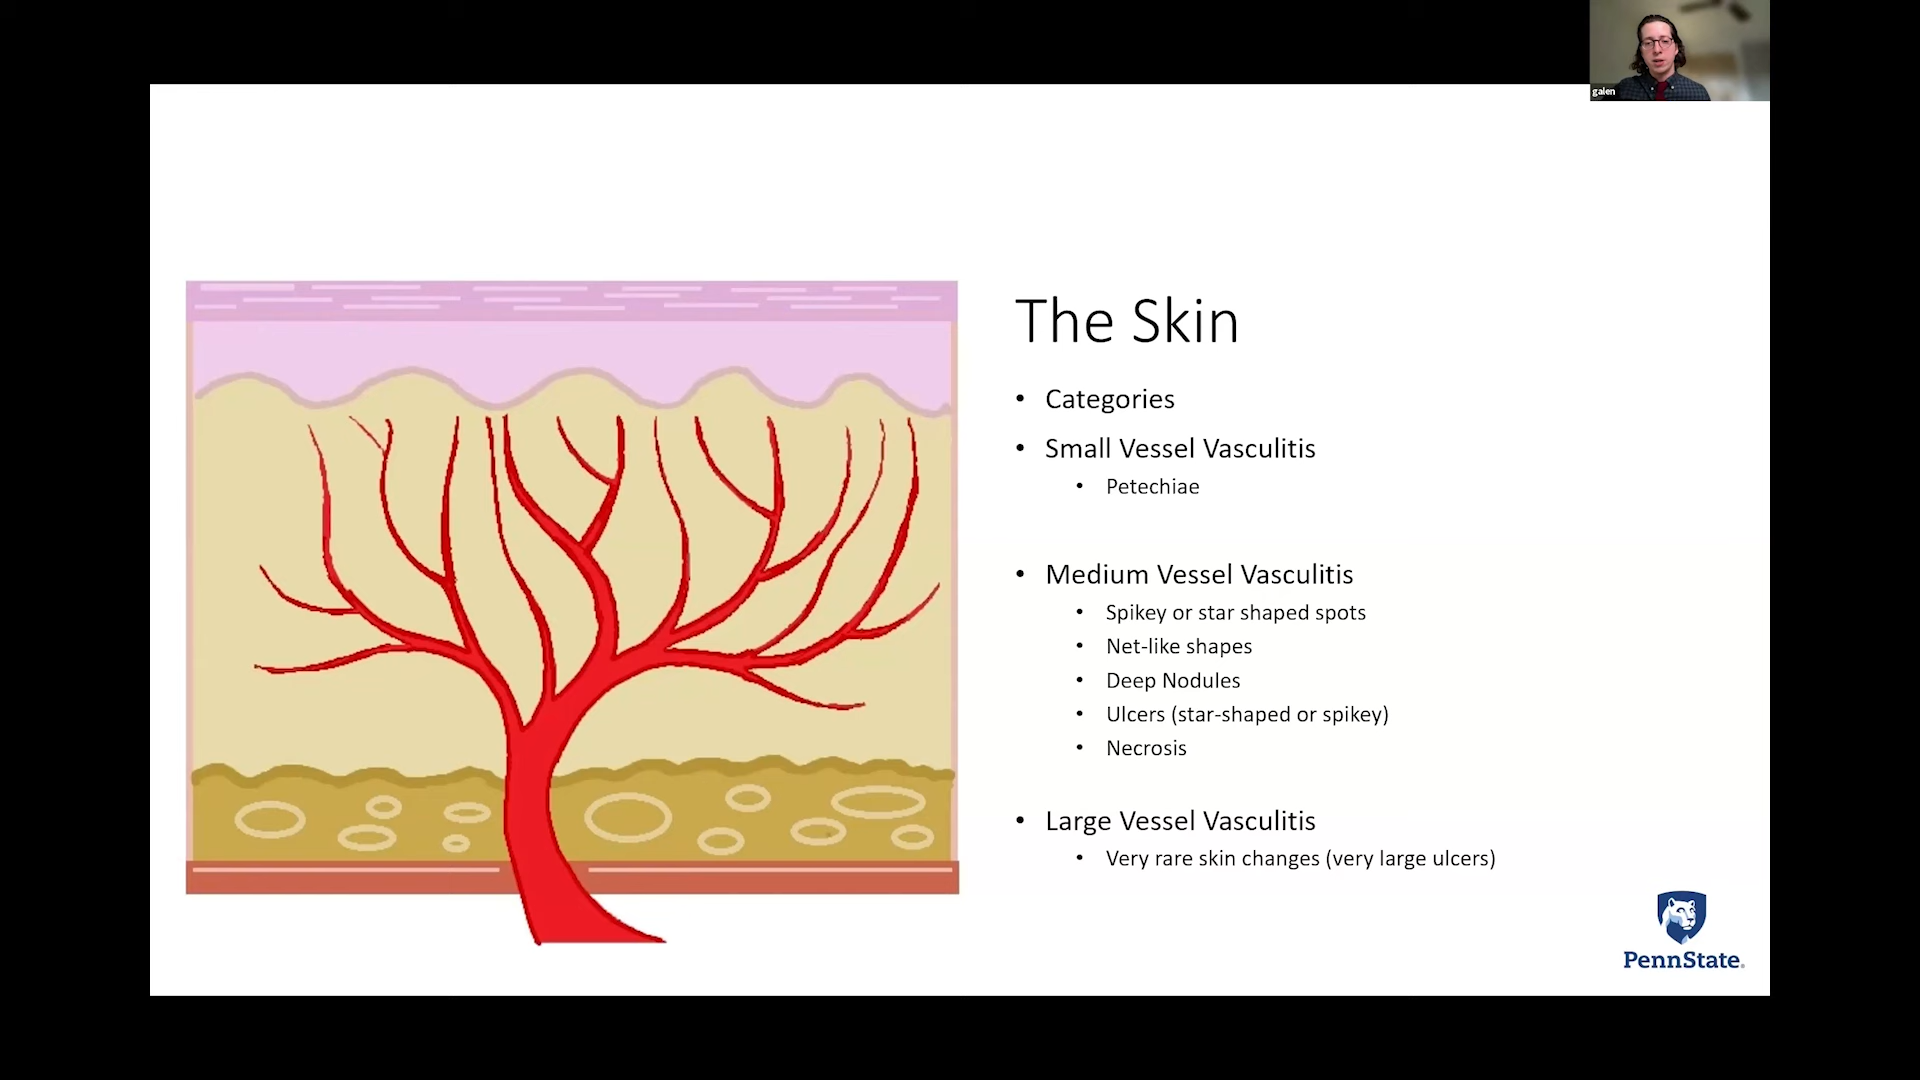 galen
The Skin
• Categories
• Small Vessel Vasculitis
• Petechiae
• Medium Vessel Vasculitis
• Spikey or star shaped spots
• Net-like shapes
• Deep Nodules
• Ulcers (star-shaped or spikey)
• Necrosis
• Large Vessel Vasculitis
• Very rare skin changes (very large ulcers)
PennState